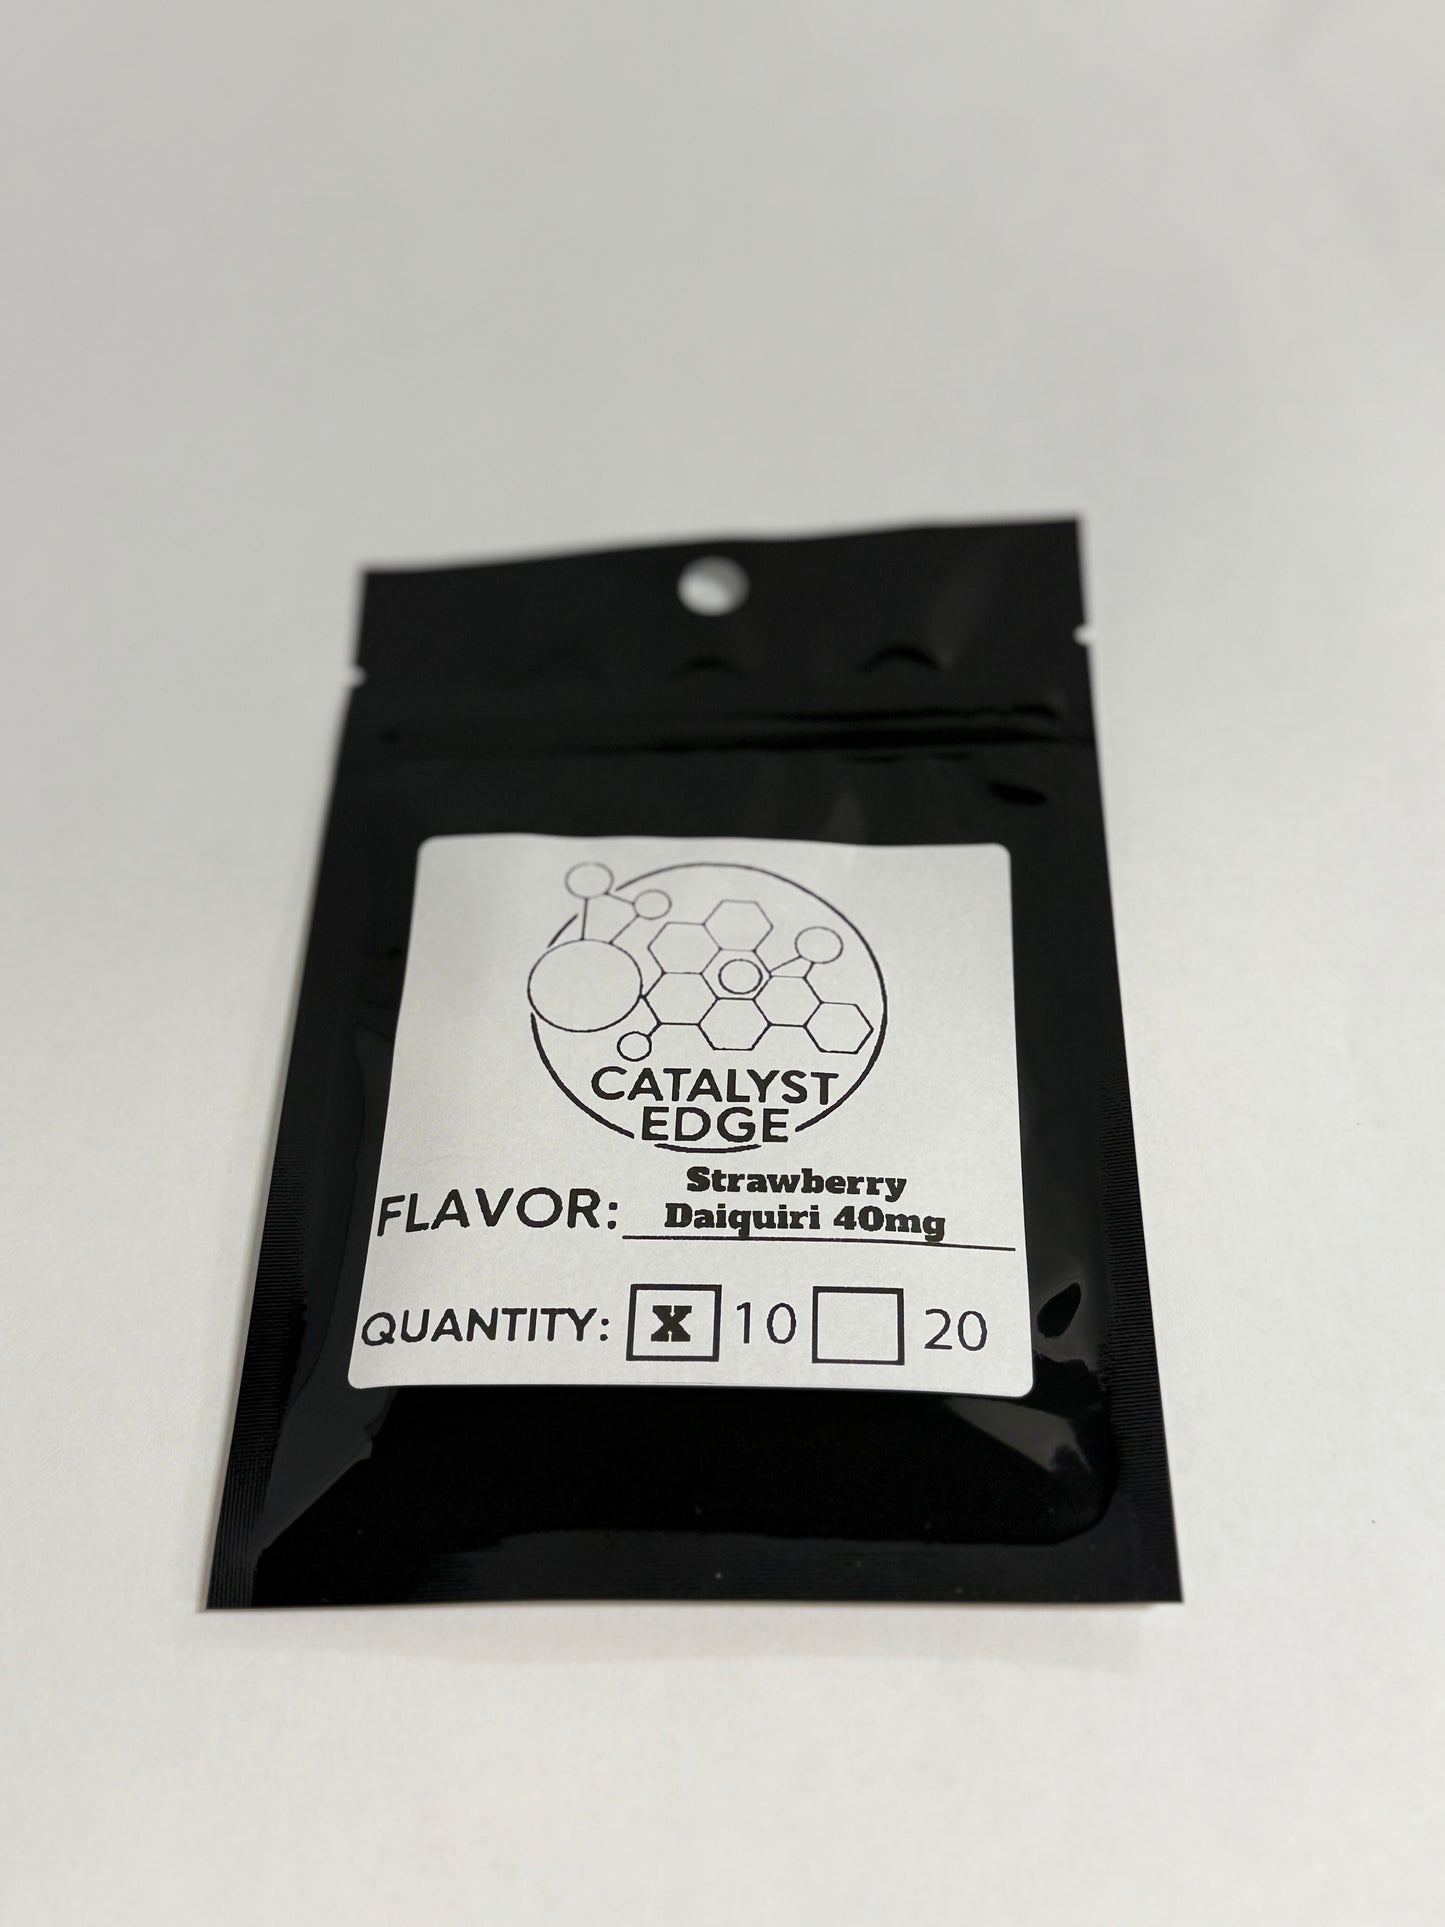 CATALYST
EDGE
FLAVOR: Strawberry
Daiquiri 40mg
QUANTITY: X 10 20